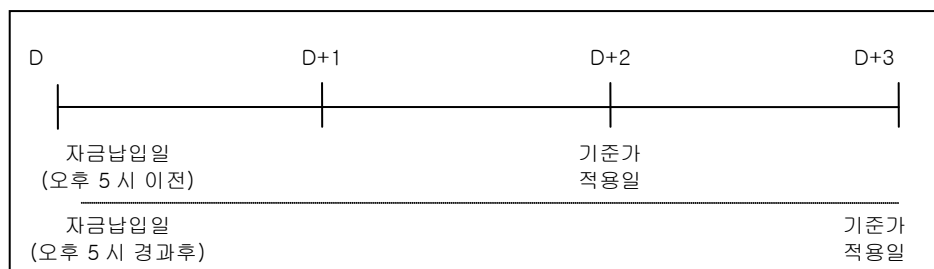 D D+1 D+2 D+3
자금납입일 기준가
(오후 5 시 이전) 적용일
자금납입일 기준가
(오후 5 시 경과후) 적용일